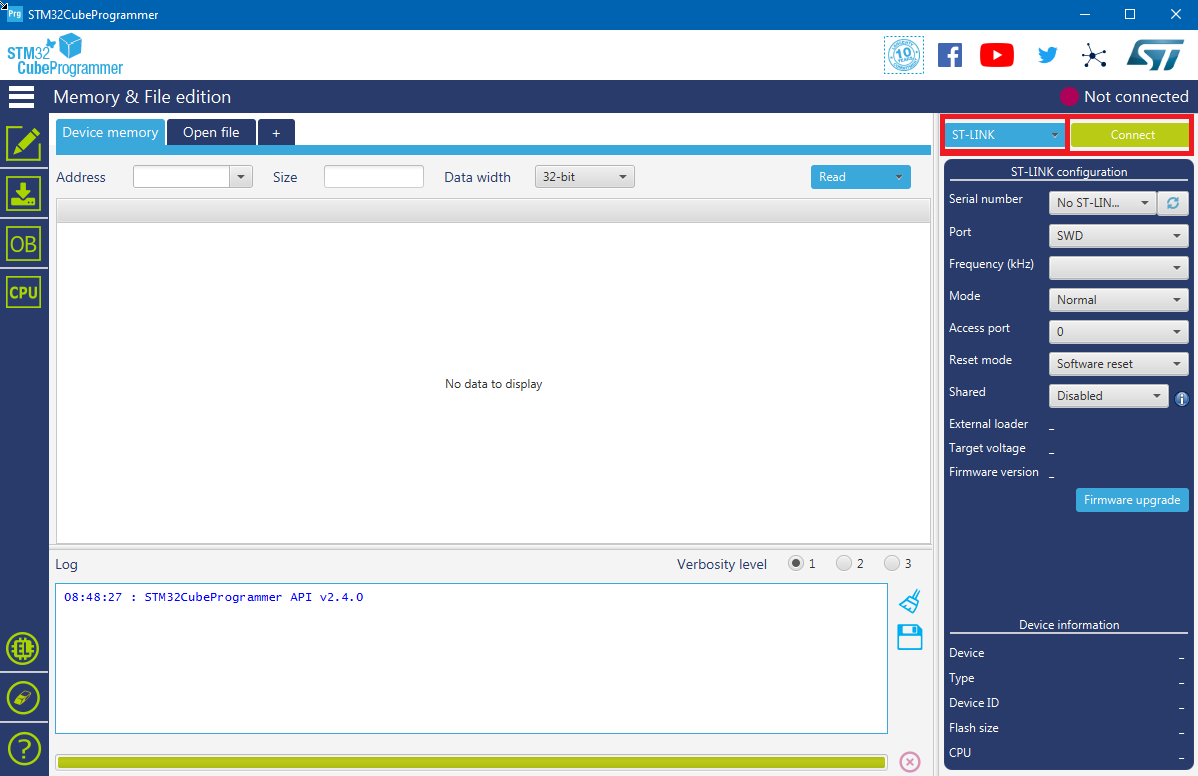 Prg STM32CubeProgrammer
STM32
CubeProgrammer
10
ST
Memory & File edition
Not connected
Device memory
Open file
+
ST-LINK
Connect
Address
Size
Data width
32-bit
Read
ST-LINK configuration
Serial number
No ST-LIN...
Port
SWD
Frequency (kHz)
Mode
Normal
Access port
0
Reset mode
Software reset
Shared
Disabled
i
External loader
_
Target voltage
_
Firmware version
_
Firmware upgrade
OB
CPU
No data to display
Log
Verbosity level
1
2
3
08:48:27 : STM32CubeProgrammer API v2.4.0
EL
?
Device information
Device
_
Type
_
Device ID
_
Flash size
_
CPU
_